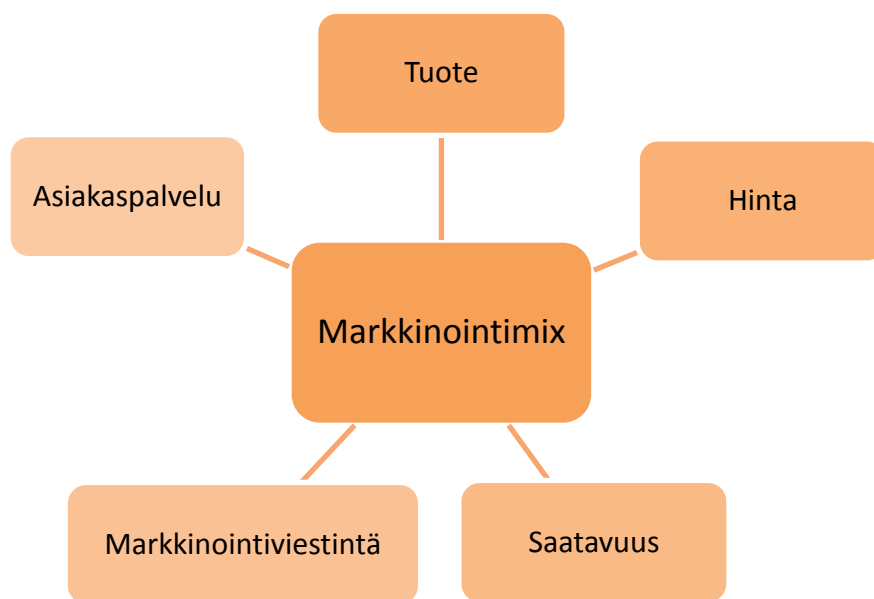 Tuote
Asiakaspalvelu
Hinta
Markkinointimix
Markkinointiviestintä
Saatavuus